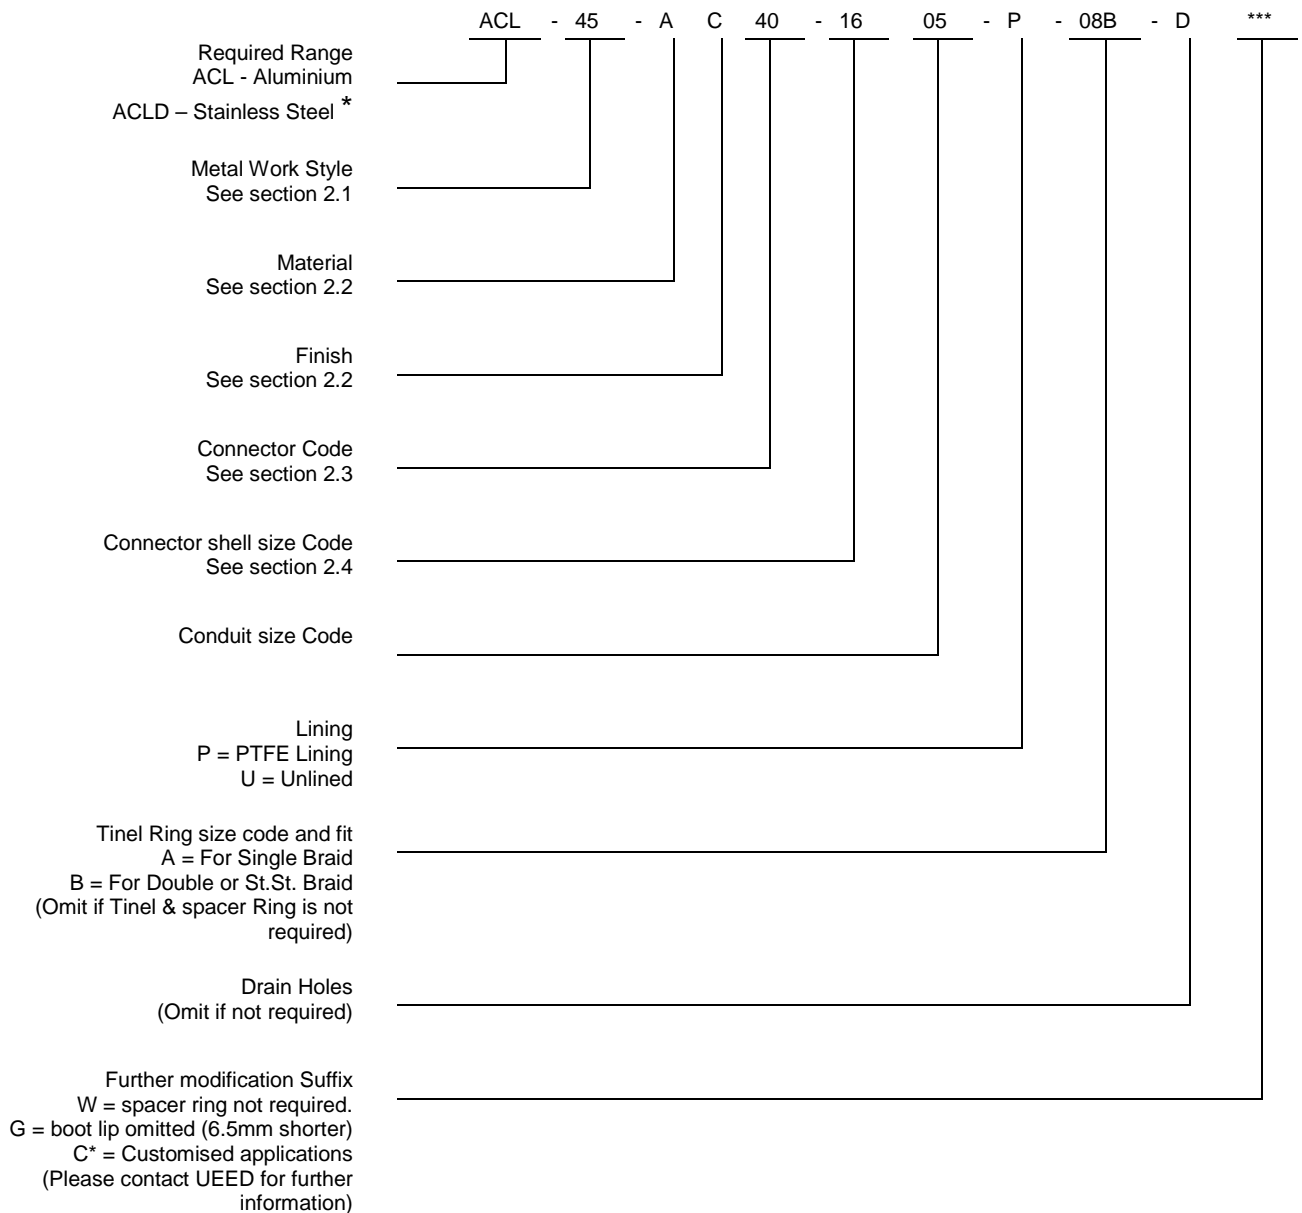 ACL - 45 - A C 40 - 16 05 - P - 08B - D ***
Required Range
ACL - Aluminium
ACLD – Stainless Steel *
Metal Work Style
See section 2.1
Material
See section 2.2
Finish
See section 2.2
Connector Code
See section 2.3
Connector shell size Code
See section 2.4
Conduit size Code
Lining
P = PTFE Lining
U = Unlined
Tinel Ring size code and fit
A = For Single Braid
B = For Double or St.St. Braid
(Omit if Tinel & spacer Ring is not
required)
Drain Holes
(Omit if not required)
Further modification Suffix
W = spacer ring not required.
G = boot lip omitted (6.5mm shorter)
C* = Customised applications
(Please contact UEED for further
information)